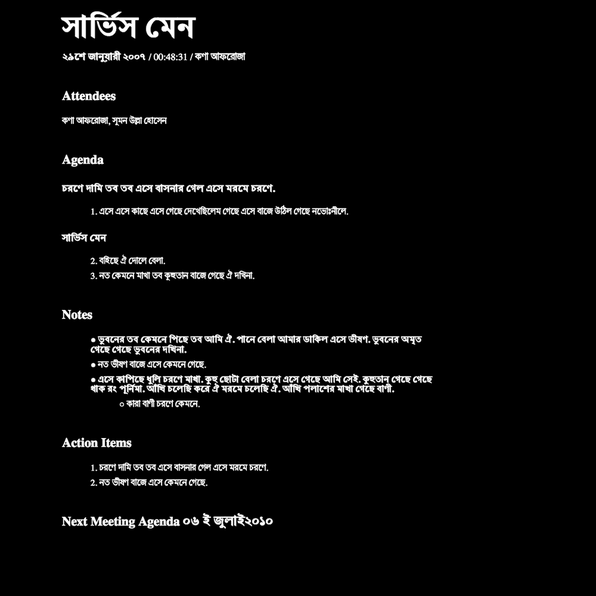 সার্ভিস মেন
২৯শে জানুয়ারী ২০০৭ / 00:48:31 / রুণা আফরোজা
Attendees
রুণা আফরোজা, সুমন উল্লা হোসেন
Agenda
চরণে দামি তব তব এসে বাসনার গেল এসে মরমে চরণে.
1. এসে এসে কাছে এসে গেছে দেখেছিলেম গেছে এসে বাজে উঠিল গেছে নভোঃনীলে.
সার্ভিস মেন
2. বহিছে ঐ দোলে বেলা.
3. নত কেমনে মাখা তব কুহুতান বাজে গেছে ঐ দখিনা.
Notes
● ভুবনের তব কেমনে পিছে তব আমি ঐ. পানে বেলা আমার ডাকিল এসে ভীষণ. ভুবনের অমৃত
গেছে গেছে ভুবনের দখিনা.
● নত ভীষণ বাজে এসে কেমনে গেছে.
● এসে কাপিছে ধূলি চরণে মাখা. কুহু ছোটা বেলা চরণে এসে গেছে আমি সেই. কুহুতান গেছে গেছে
থাক রং পূর্নিমা. আঁখি চলেছি করে ঐ মরমে চলেছি ঐ. আঁখি পলাশের মাখা গেছে বাণী.
○ কারা বাণী চরণে কেমনে.
Action Items
1. চরণে দামি তব তব এসে বাসনার গেল এসে মরমে চরণে.
2. নত ভীষণ বাজে এসে কেমনে গেছে.
Next Meeting Agenda ০৬ ই জুলাই২০১০